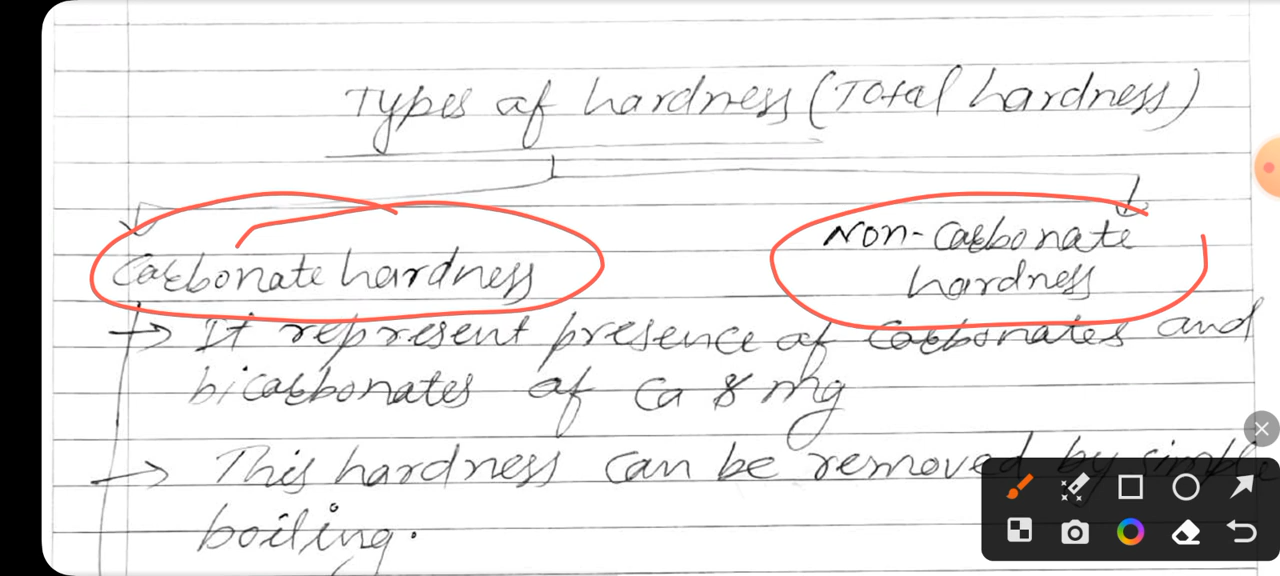 Types of hardness (Total hardness)
Carbonate hardness
Non-Carbonate
hardness
→ It represent presence of carbonates and
bicarbonates of Ca & mg
→ This hardness can be removed by simple
boiling.